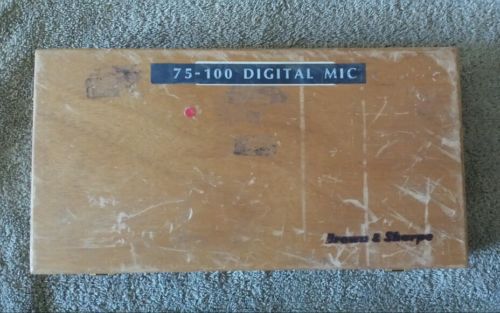 75-100 DIGITAL MIC
Brown & Sharpe